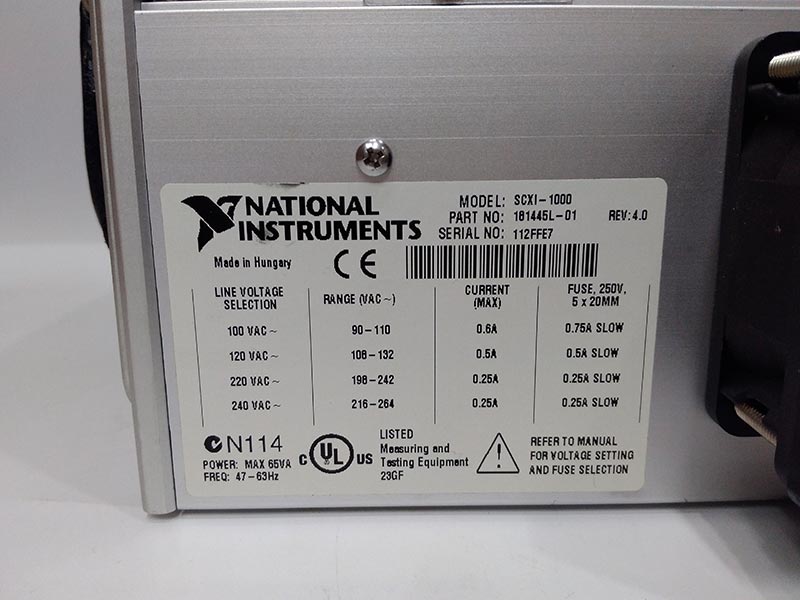 NATIONAL
INSTRUMENTS
MODEL: SCXI-1000
PART NO: 181445L-01 REV: 4.0
SERIAL NO: 112FFE7
Made in Hungary CE
LINE VOLTAGE SELECTION RANGE (VAC ~) CURRENT (MAX) FUSE, 250V, 5 x 20MM
100 VAC ~ 90-110 0.6A 0.75A SLOW
120 VAC ~ 108-132 0.5A 0.5A SLOW
220 VAC ~ 198-242 0.25A 0.25A SLOW
240 VAC ~ 216-264 0.25A 0.25A SLOW
N114
POWER: MAX 65VA
FREQ: 47-63Hz
C UL US
LISTED
Measuring and
Testing Equipment
23GF
REFER TO MANUAL
FOR VOLTAGE SETTING
AND FUSE SELECTION